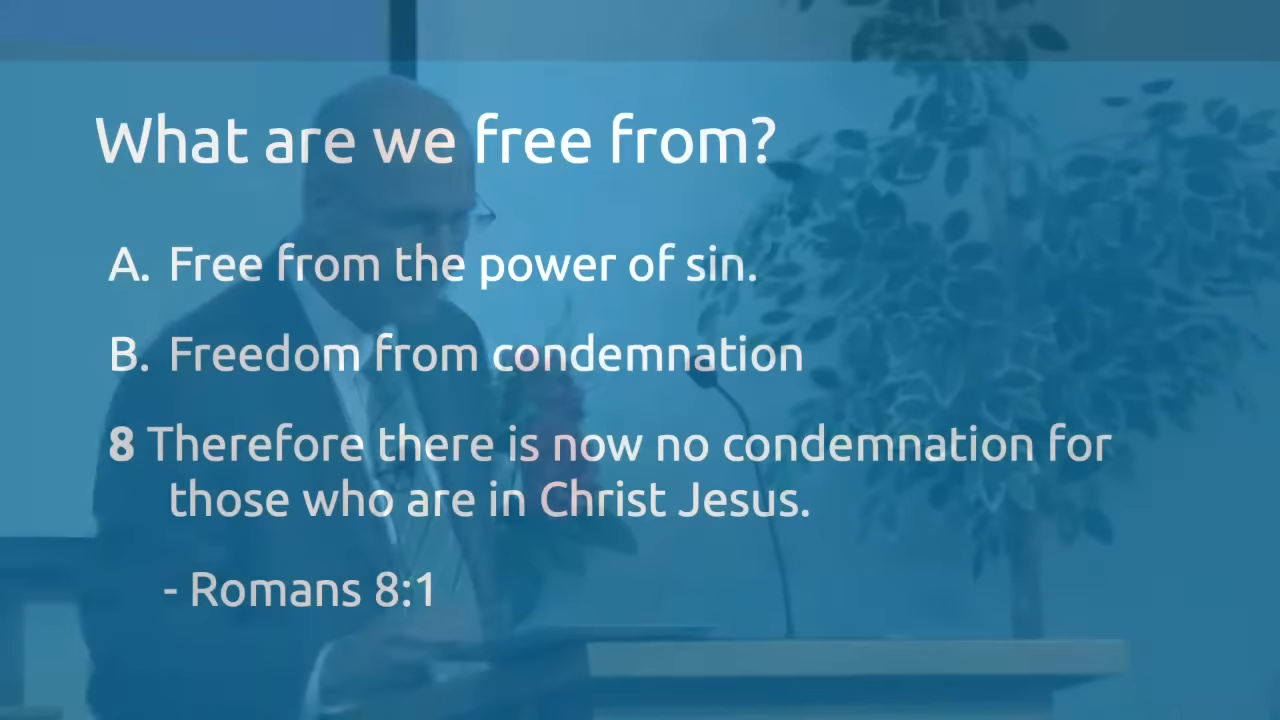 What are we free from?
A. Free from the power of sin.
B. Freedom from condemnation
8 Therefore there is now no condemnation for
those who are in Christ Jesus.
- Romans 8:1